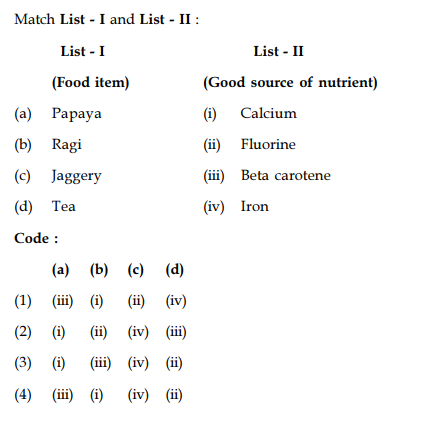 Match List - I and List - II :
List - I List - II
(Food item) (Good source of nutrient)
(a) Papaya (i) Calcium
(b) Ragi (ii) Fluorine
(c) Jaggery (iii) Beta carotene
(d) Tea (iv) Iron
Code :
(a) (b) (c) (d)
(1) (iii) (i) (ii) (iv)
(2) (i) (ii) (iv) (iii)
(3) (i) (iii) (iv) (ii)
(4) (iii) (i) (iv) (ii)